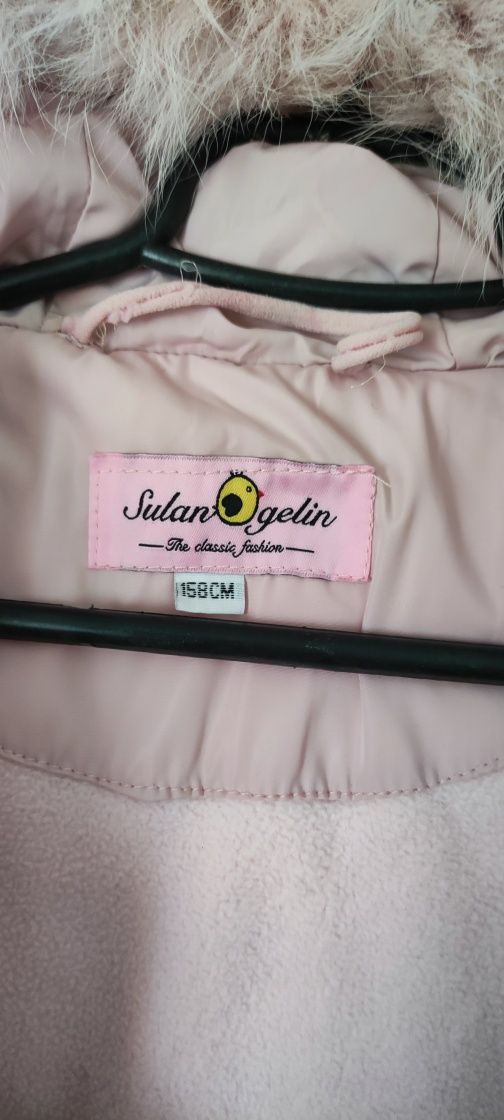 Sulan gelin
The classic fashion
158CM